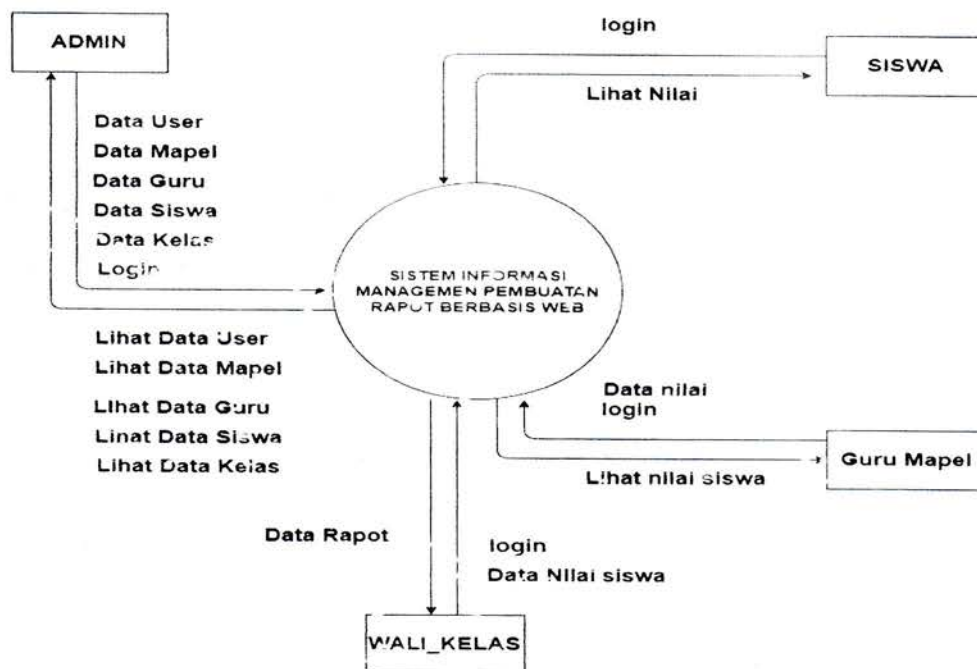 ADMIN
login
SISWA
Lihat Nilai
Data User
Data Mapel
Data Guru
Data Siswa
Data Kelas
Login
SISTEM INFORMASI
MANAGEMEN PEMBUATAN
RAPUT BERBASIS WEB
Lihat Data User
Lihat Data Mapel
Lihat Data Guru
Linat Data Siswa
Lihat Data Kelas
Data nilai
login
Guru Mapel
Lihat nilai siswa
Data Rapot
login
Data Nilai siswa
WALI_KELAS